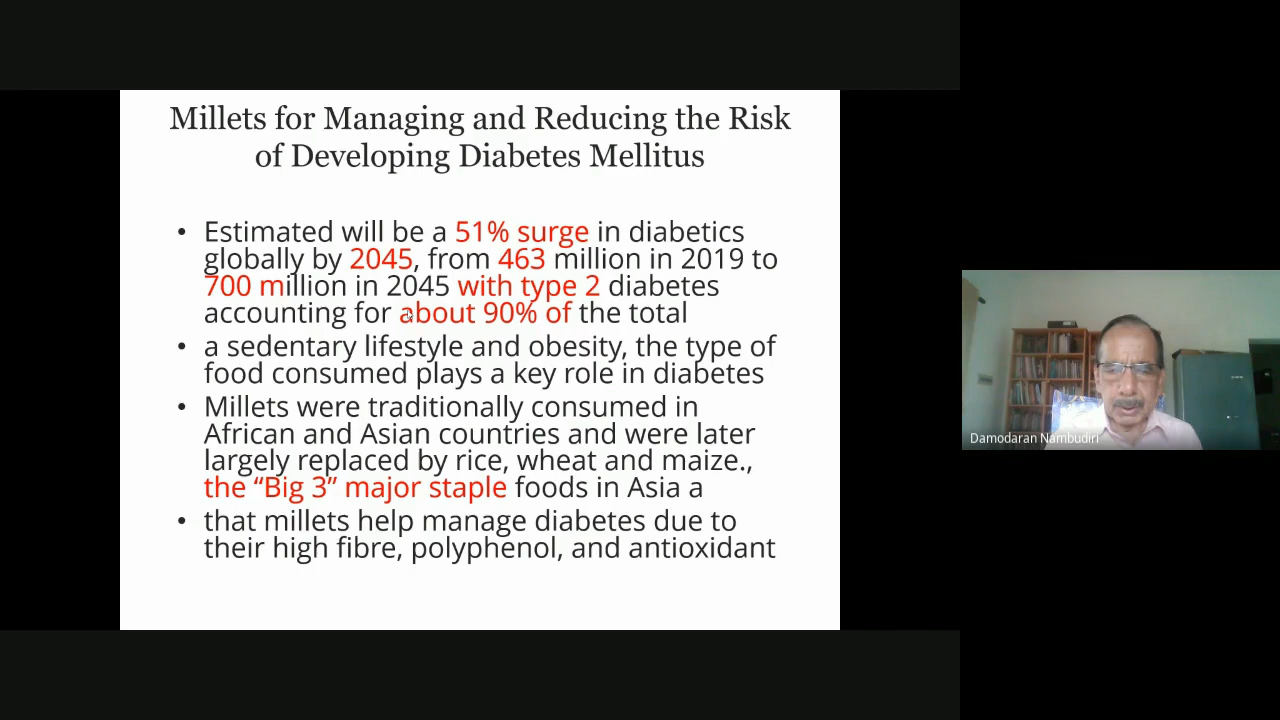 Millets for Managing and Reducing the Risk
of Developing Diabetes Mellitus
• Estimated will be a 51% surge in diabetics
globally by 2045, from 463 million in 2019 to
700 million in 2045 with type 2 diabetes
accounting for about 90% of the total
• a sedentary lifestyle and obesity, the type of
food consumed plays a key role in diabetes
• Millets were traditionally consumed in
African and Asian countries and were later
largely replaced by rice, wheat and maize.,
the “Big 3” major staple foods in Asia a
• that millets help manage diabetes due to
their high fibre, polyphenol, and antioxidant
Damodaran Nambudiri